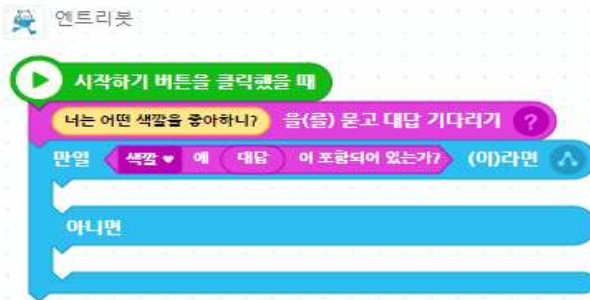 엔트리봇
시작하기 버튼을 클릭했을 때
너는 어떤 색깔을 좋아하니? 을(를) 묻고 대답 기다리기 ?
만일 색깔 에 대답 이 포함되어 있는가? (이)라면
아니면